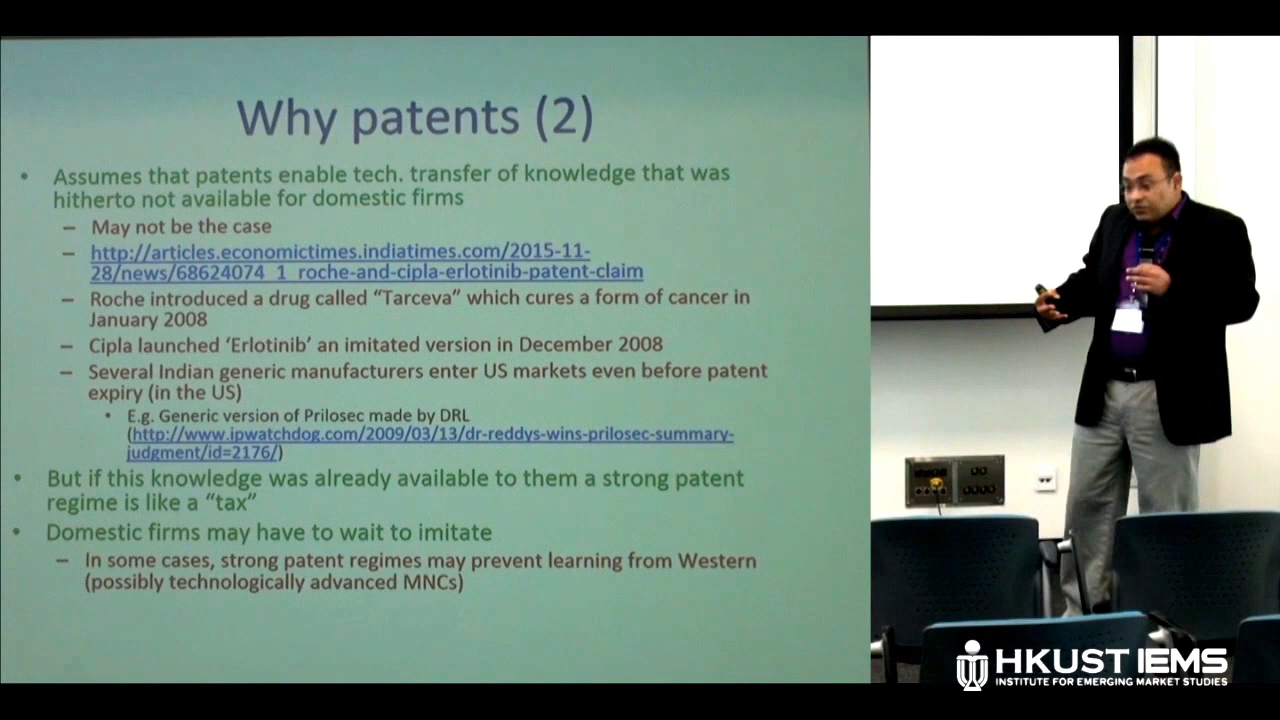 Why patents (2)
• Assumes that patents enable tech. transfer of knowledge that was
hitherto not available for domestic firms
– May not be the case
– http://articles.economictimes.indiatimes.com/2015-11-
28/news/68624074_1_roche-and-cipla-erlotinib-patent-claim
– Roche introduced a drug called “Tarceva” which cures a form of cancer in
January 2008
– Cipla launched ‘Erlotinib’ an imitated version in December 2008
– Several Indian generic manufacturers enter US markets even before patent
expiry (in the US)
• E.g. Generic version of Prilosec made by DRL
(http://www.ipwatchdog.com/2009/03/13/dr-reddys-wins-prilosec-summary-
judgment/id=2176/)
• But if this knowledge was already available to them a strong patent
regime is like a “tax”
• Domestic firms may have to wait to imitate
– In some cases, strong patent regimes may prevent learning from Western
(possibly technologically advanced MNCs)
HKUST IEMS
INSTITUTE FOR EMERGING MARKET STUDIES